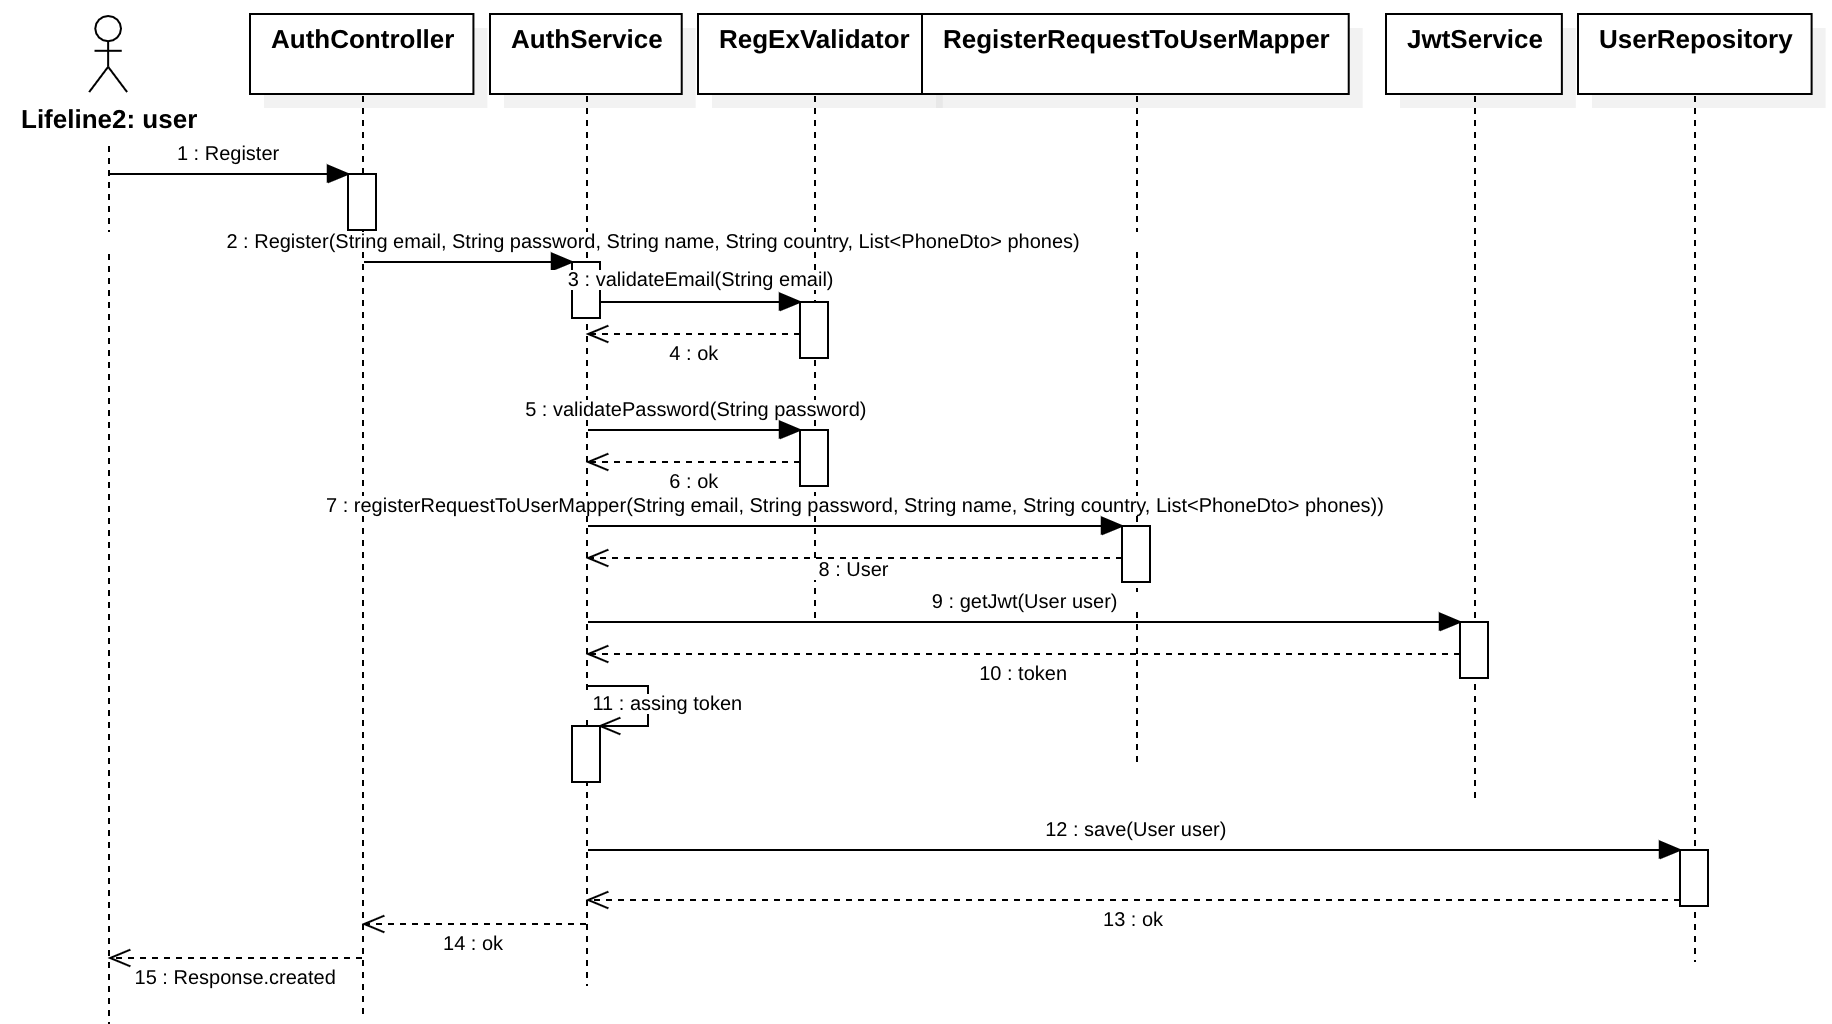 AuthController
AuthService
RegExValidator
RegisterRequestToUserMapper
JwtService
UserRepository
Lifeline2: user
1 : Register
2 : Register(String email, String password, String name, String country, List<PhoneDto> phones)
3 : validateEmail(String email)
4 : ok
5 : validatePassword(String password)
6 : ok
7 : registerRequestToUserMapper(String email, String password, String name, String country, List<PhoneDto> phones))
8 : User
9 : getJwt(User user)
10 : token
11 : assing token
12 : save(User user)
13 : ok
14 : ok
15 : Response.created